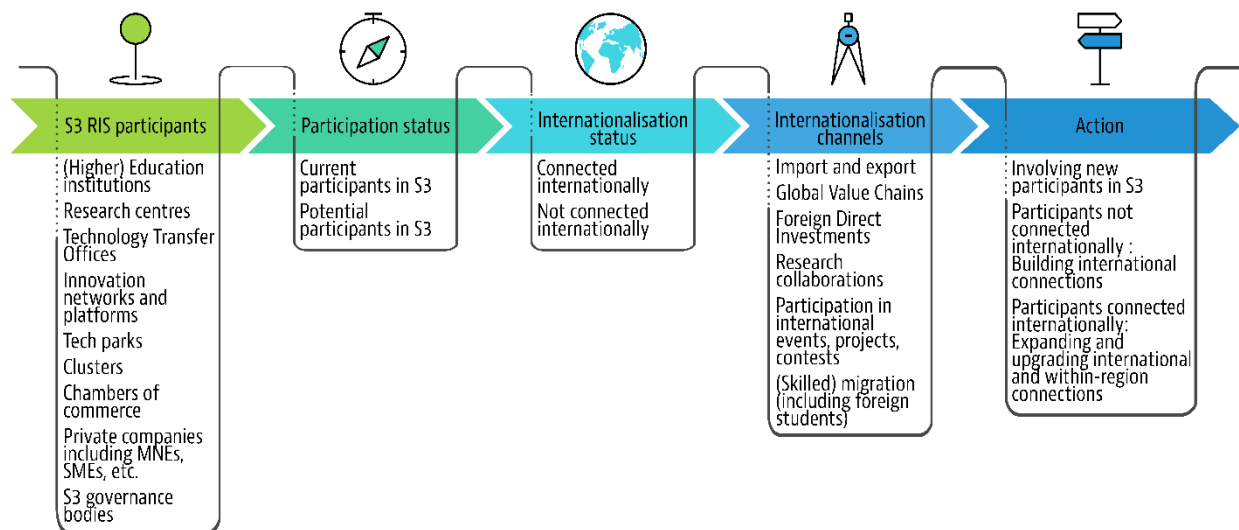 S3 RIS participants
(Higher) Education
institutions
Research centres
Technology Transfer
Offices
Innovation
networks and
platforms
Tech parks
Clusters
Chambers of
commerce
Private companies
including MNEs,
SMEs, etc.
S3 governance
bodies
Participation status
Current
participants in S3
Potential
participants in S3
Internationalisation
status
Connected
internationally
Not connected
internationally
Internationalisation
channels
Import and export
Global Value Chains
Foreign Direct
Investments
Research
collaborations
Participation in
international
events, projects,
contests
(Skilled) migration
(including foreign
students)
Action
Involving new
participants in S3
Participants not
connected
internationally :
Building international
connections
Participants connected
internationally:
Expanding and
upgrading international
and within-region
connections